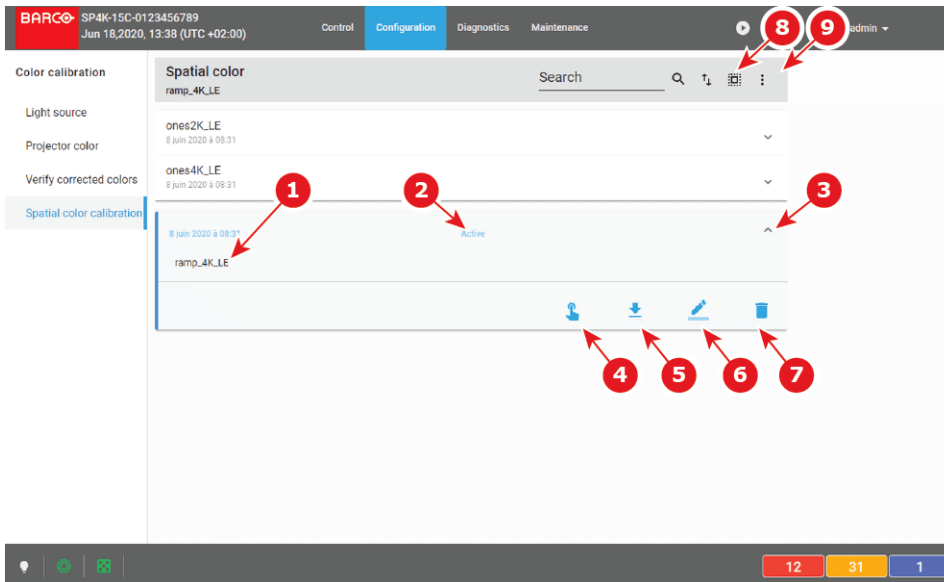 BARCO SP4K-15C-0123456789
Jun 18,2020, 13:38 (UTC +02:00)
Control Configuration Diagnostics Maintenance
8 9 admin
Color calibration
Light source
Projector color
Verify corrected colors
Spatial color calibration
Spatial color
ramp_4K_LE
Search
ones2K_LE
8 juin 2020 à 08:31
ones4K_LE
8 juin 2020 à 08:31
1 2 3
8 juin 2020 à 08:31 Active
ramp_4K_LE
4 5 6 7
12 31 1